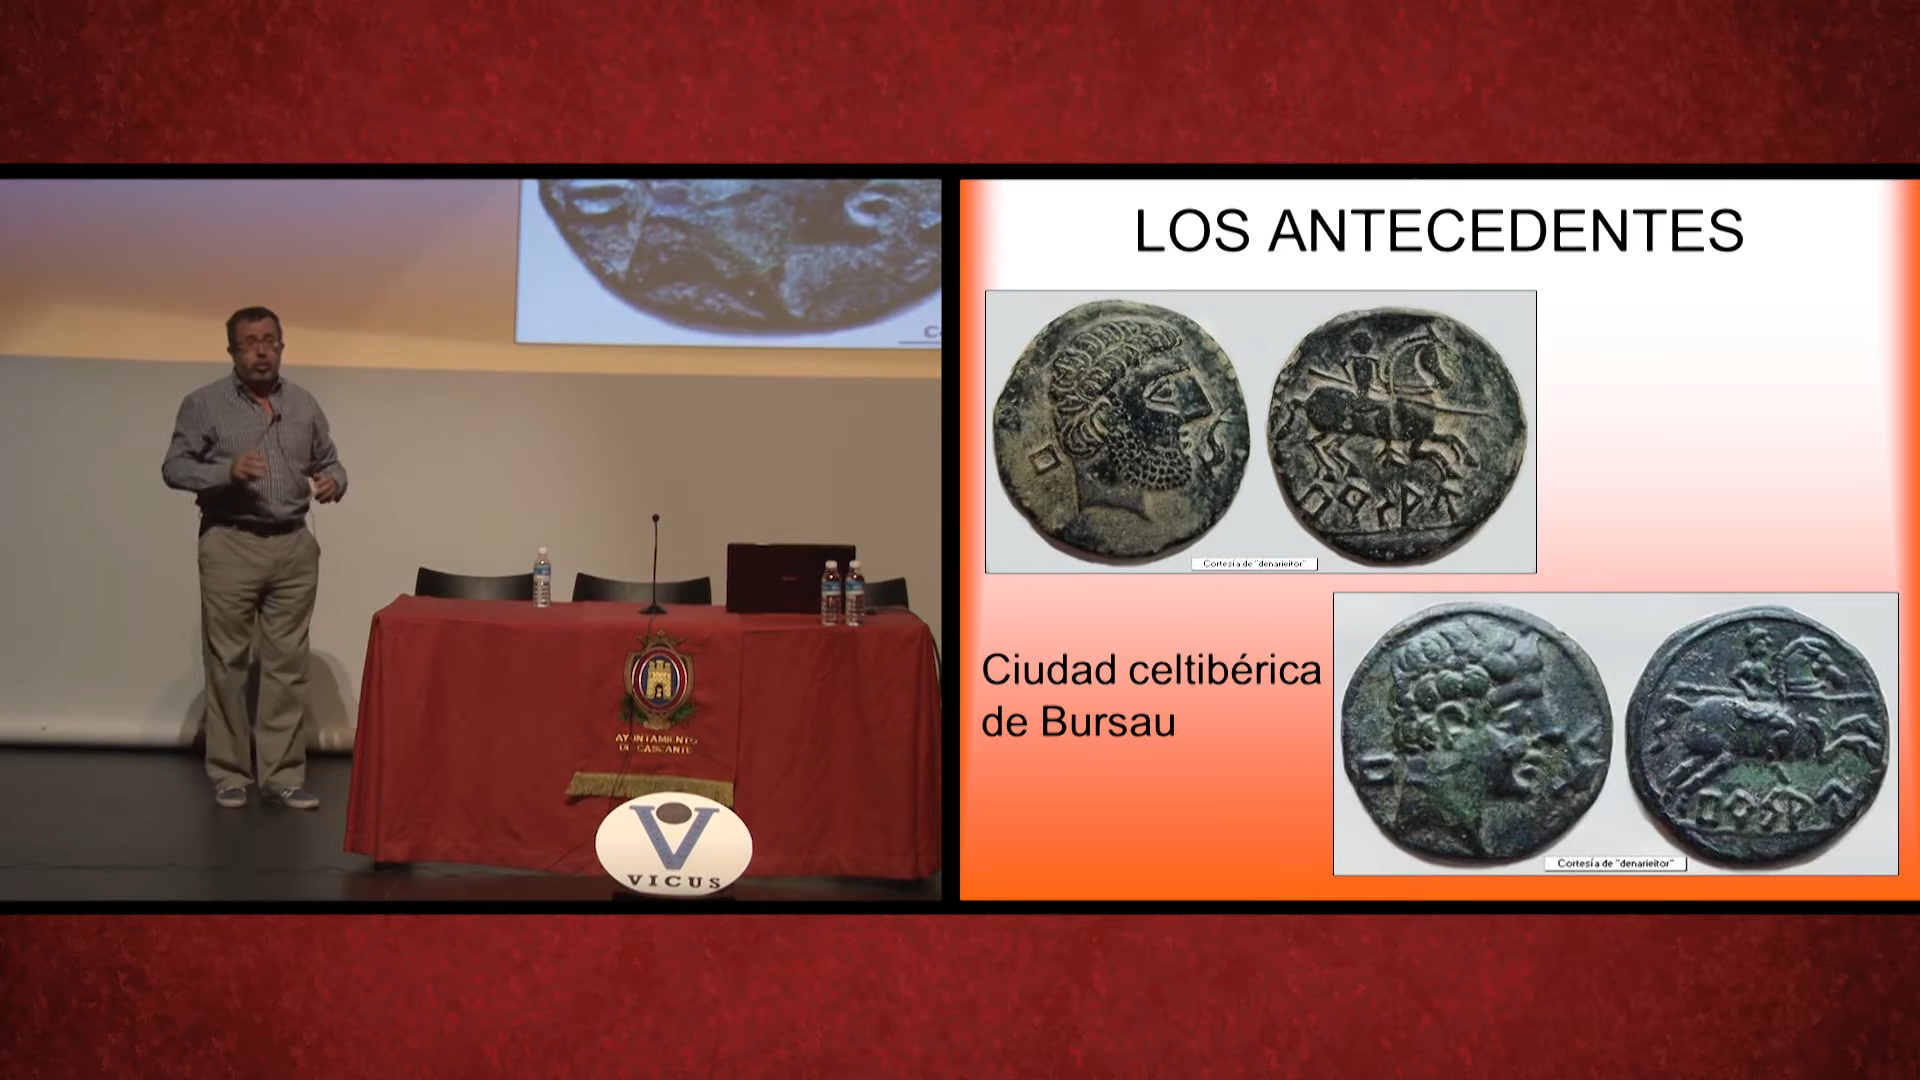 LOS ANTECEDENTES
Cortesía de "denarieitor"
Ciudad celtibérica
de Bursau
Cortesía de "denarieitor"
AYUNTAMIENTO
DE CASCANTE
V
VICUS